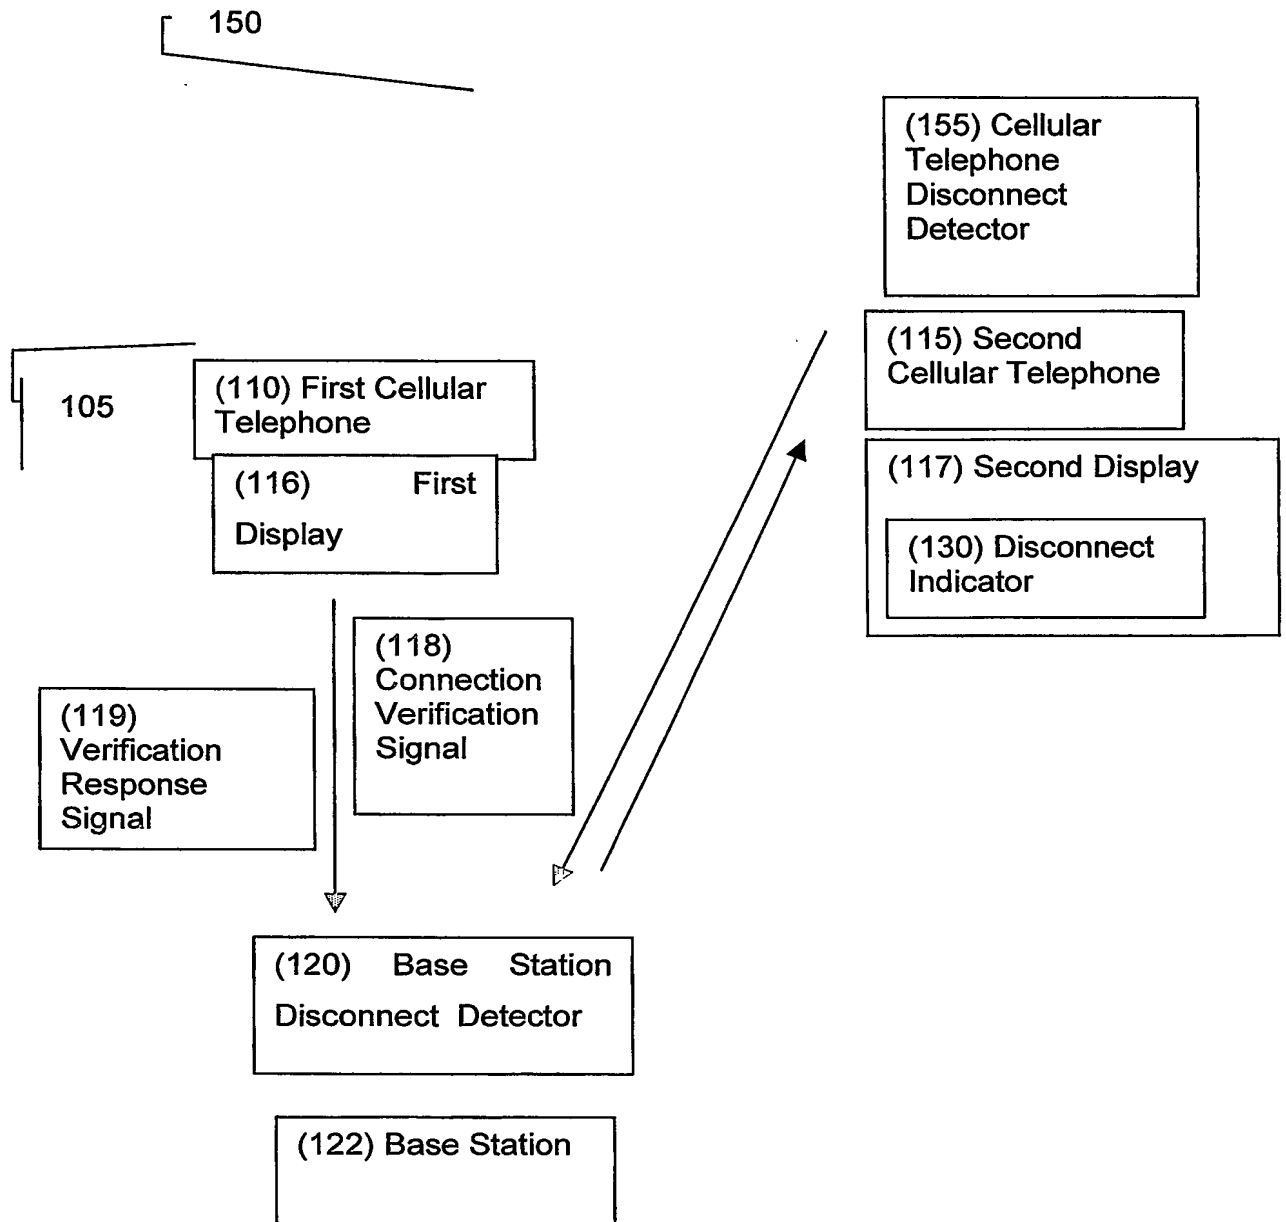 150
(155) Cellular
Telephone
Disconnect
Detector
(115) Second
Cellular Telephone
105
(110) First Cellular
Telephone
(116) First
Display
(117) Second Display
(130) Disconnect
Indicator
(118)
Connection
Verification
Signal
(119)
Verification
Response
Signal
(120) Base Station
Disconnect Detector
(122) Base Station